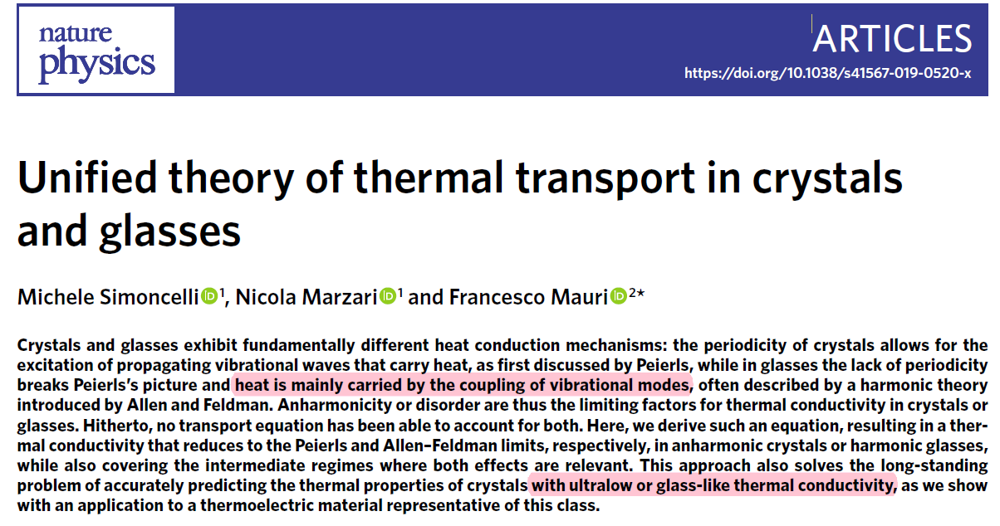 nature
physics
ARTICLES
https://doi.org/10.1038/s41567-019-0520-x
Unified theory of thermal transport in crystals
and glasses
Michele Simoncelli iD 1, Nicola Marzari iD 1 and Francesco Mauri iD 2*
Crystals and glasses exhibit fundamentally different heat conduction mechanisms: the periodicity of crystals allows for the
excitation of propagating vibrational waves that carry heat, as first discussed by Peierls, while in glasses the lack of periodicity
breaks Peierls's picture and heat is mainly carried by the coupling of vibrational modes, often described by a harmonic theory
introduced by Allen and Feldman. Anharmonicity or disorder are thus the limiting factors for thermal conductivity in crystals or
glasses. Hitherto, no transport equation has been able to account for both. Here, we derive such an equation, resulting in a ther-
mal conductivity that reduces to the Peierls and Allen–Feldman limits, respectively, in anharmonic crystals or harmonic glasses,
while also covering the intermediate regimes where both effects are relevant. This approach also solves the long-standing
problem of accurately predicting the thermal properties of crystals with ultralow or glass-like thermal conductivity, as we show
with an application to a thermoelectric material representative of this class.